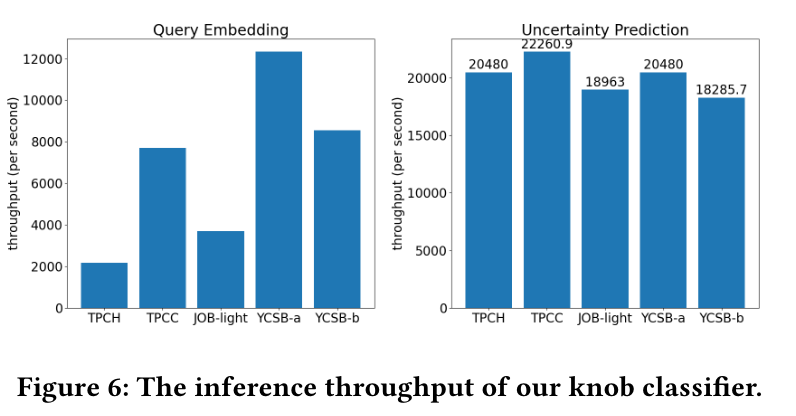 Query Embedding
throughput (per second)
12000
10000
8000
6000
4000
2000
0
TPCH TPCC JOB-light YCSB-a YCSB-b
Uncertainty Prediction
throughput (per second)
20000
15000
10000
5000
0
20480 22260.9 18963 20480 18285.7
TPCH TPCC JOB-light YCSB-a YCSB-b
Figure 6: The inference throughput of our knob classifier.